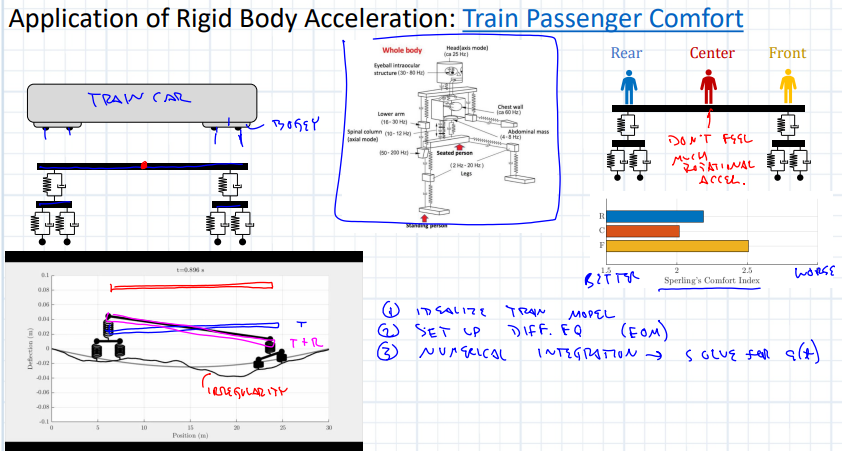 Application of Rigid Body Acceleration: Train Passenger Comfort
TRAIN CAR
BOGEY
Whole body
Head(axis mode)
(ca 25 Hz)
Eyeball intraocular
structure (30- 80 Hz)
Lower arm
(16- 30 Hz)
Chest wall
(ca 60 Hz)
Spinal column (10- 12 Hz)
(axial mode)
Abdominal mass
(4-8 Hz)
(50- 200 Hz)
Seated person
(2 Hz - 20 Hz)
Legs
Standing person
Rear Center Front
DON'T FEEL
MUCH
ROTATIONAL
ACCEL.
R
C
F
1.5 2 2.5
BETTER
WORSE
Sperling's Comfort Index
t=0.896 s
0.1
0.08
0.06
0.04
0.02
0
-0.02
-0.04
-0.06
-0.08
-0.1
Deflection (m)
T
T+R
IRREGULARITY
0 5 10 15 20 25 30
Position (m)
① IDEALIZE TRAIN MODEL
② SET UP DIFF. EQ (EOM)
③ NUMERICAL INTEGRATION → SOLVE FOR a(t)